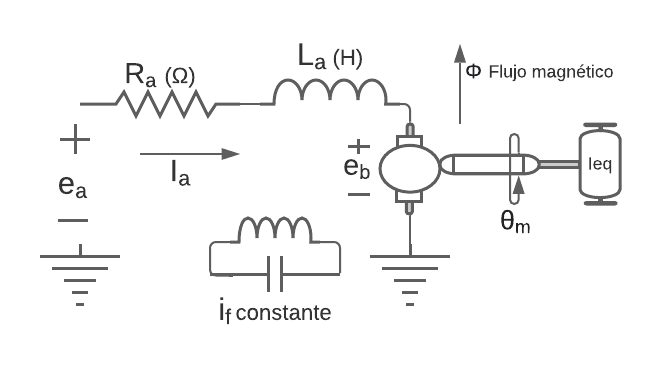 Ra (Ω)
La (H)
Φ Flujo magnético
+
ea
−
Ia
+
eb
−
Ieq
θm
if constante